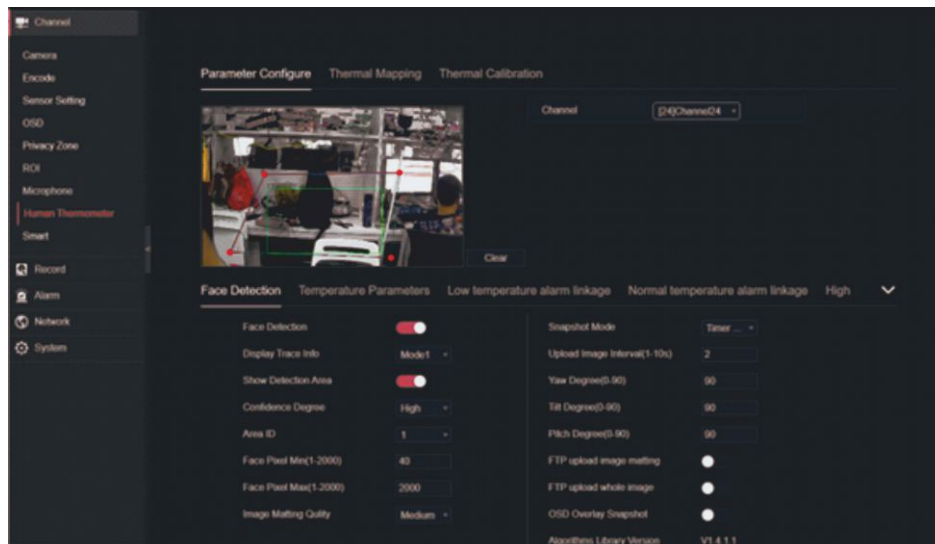 Channel
Camera
Encode
Sensor Setting
OSD
Privacy Zone
ROI
Microphone
Human Thermometer
Smart
Record
Alarm
Network
System
Parameter Configure Thermal Mapping Thermal Calibration
Channel [24]Channel24
Clear
Face Detection Temperature Parameters Low temperature alarm linkage Normal temperature alarm linkage High
Face Detection
Display Trace Info Mode1
Show Detection Area
Confidence Degree High
Area ID 1
Face Pixel Min(1-2000) 40
Face Pixel Max(1-2000) 2000
Image Matting Qulity Medium
Snapshot Mode Timer ...
Upload Image Interval(1-10s) 2
Yaw Degree(0-90) 90
Tilt Degree(0-90) 90
Pitch Degree(0-90) 90
FTP upload image matting
FTP upload whole image
OSD Overlay Snapshot
Algorithms Library Version V1.4.1.1